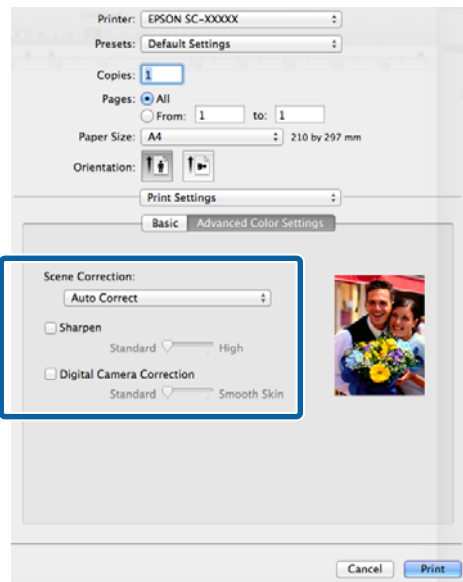 Printer: EPSON SC-XXXXX
Presets: Default Settings
Copies: 1
Pages: All
From: 1 to: 1
Paper Size: A4 210 by 297 mm
Orientation:
Print Settings
Basic Advanced Color Settings
Scene Correction:
Auto Correct
Sharpen
Standard High
Digital Camera Correction
Standard Smooth Skin
Cancel Print